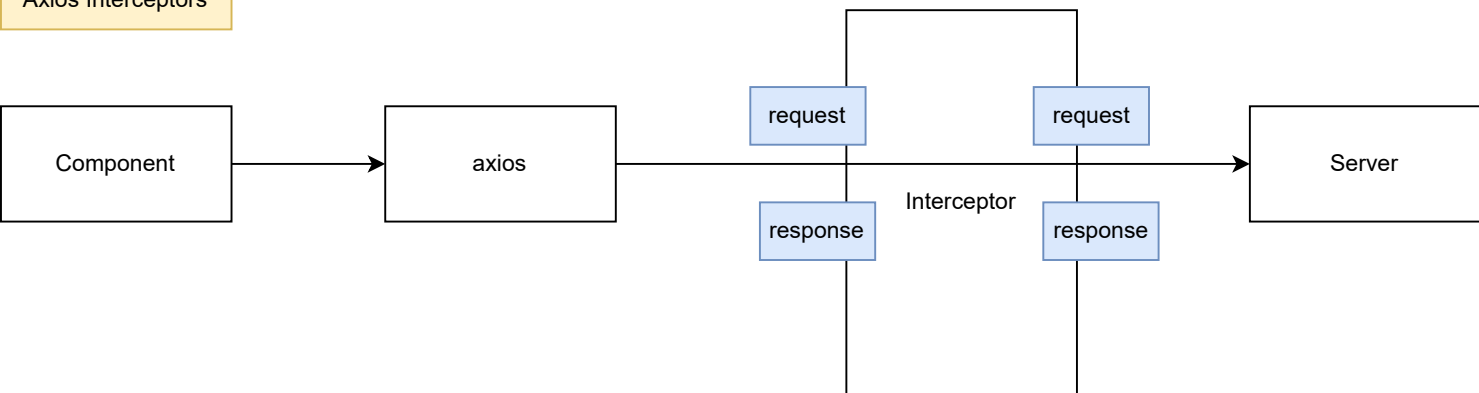 Axios Interceptors
request
request
Component
axios
Server
Interceptor
response
response